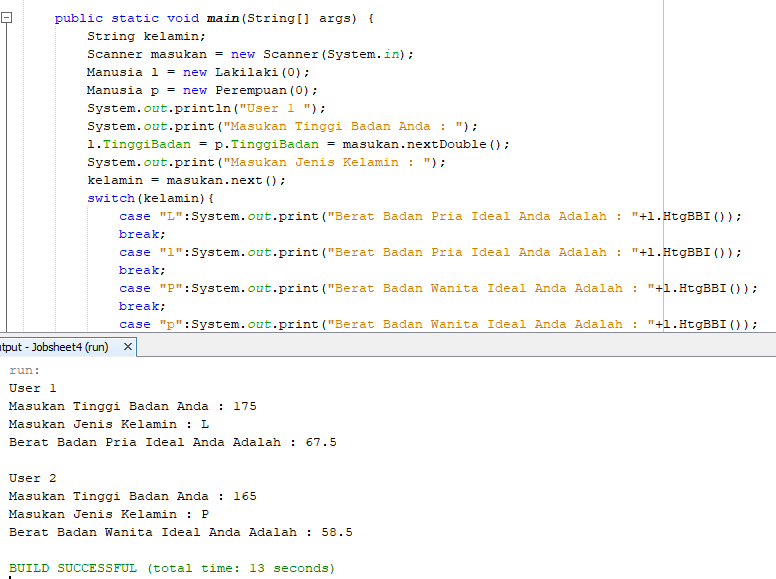 public static void main(String[] args) {
String kelamin;
Scanner masukan = new Scanner(System.in);
Manusia l = new Lakilaki(0);
Manusia p = new Perempuan(0);
System.out.println("User 1 ");
System.out.print("Masukan Tinggi Badan Anda : ");
l.TinggiBadan = p.TinggiBadan = masukan.nextDouble();
System.out.print("Masukan Jenis Kelamin : ");
kelamin = masukan.next();
switch(kelamin){
case "L":System.out.print("Berat Badan Pria Ideal Anda Adalah : "+l.HtgBBI());
break;
case "l":System.out.print("Berat Badan Pria Ideal Anda Adalah : "+l.HtgBBI());
break;
case "P":System.out.print("Berat Badan Wanita Ideal Anda Adalah : "+l.HtgBBI());
break;
case "p":System.out.print("Berat Badan Wanita Ideal Anda Adalah : "+l.HtgBBI());
tput - Jobsheet4 (run)
run:
User 1
Masukan Tinggi Badan Anda : 175
Masukan Jenis Kelamin : L
Berat Badan Pria Ideal Anda Adalah : 67.5
User 2
Masukan Tinggi Badan Anda : 165
Masukan Jenis Kelamin : P
Berat Badan Wanita Ideal Anda Adalah : 58.5
BUILD SUCCESSFUL (total time: 13 seconds)